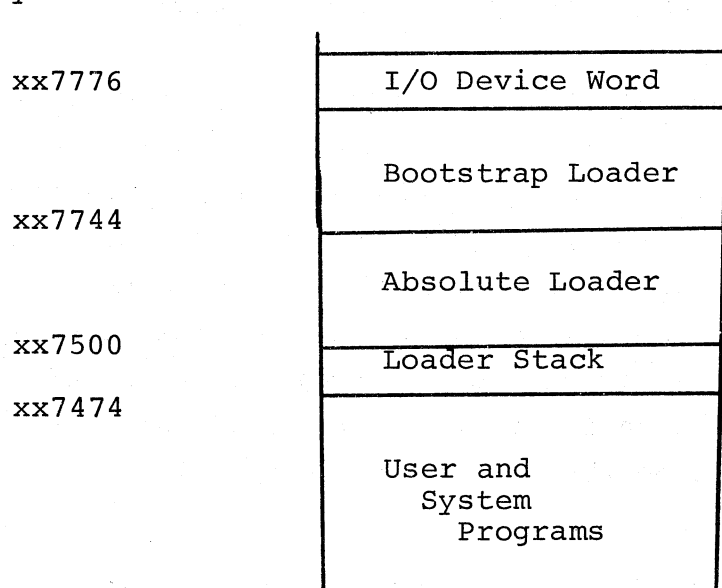 xx7776 I/O Device Word
Bootstrap Loader
xx7744
Absolute Loader
xx7500
Loader Stack
xx7474
User and
System
Programs